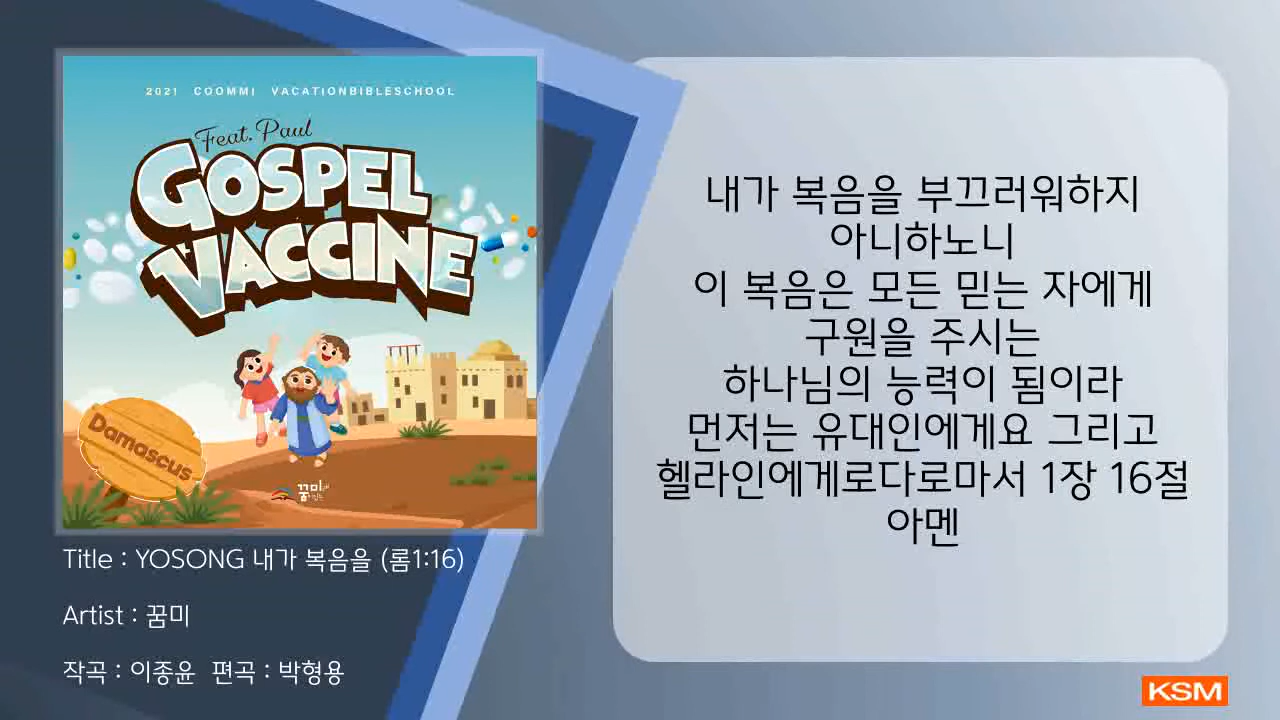 2021 COOMMI VACATIONBIBLESCHOOL
Feat. Paul
GOSPEL
VACCINE
Damascus
꿈미에
있는
Title : YOSONG 내가 복음을 (롬1:16)
Artist : 꿈미
작곡 : 이종윤 편곡 : 박형용
내가 복음을 부끄러워하지
아니하노니
이 복음은 모든 믿는 자에게
구원을 주시는
하나님의 능력이 됨이라
먼저는 유대인에게요 그리고
헬라인에게로다로마서 1장 16절
아멘
KSM